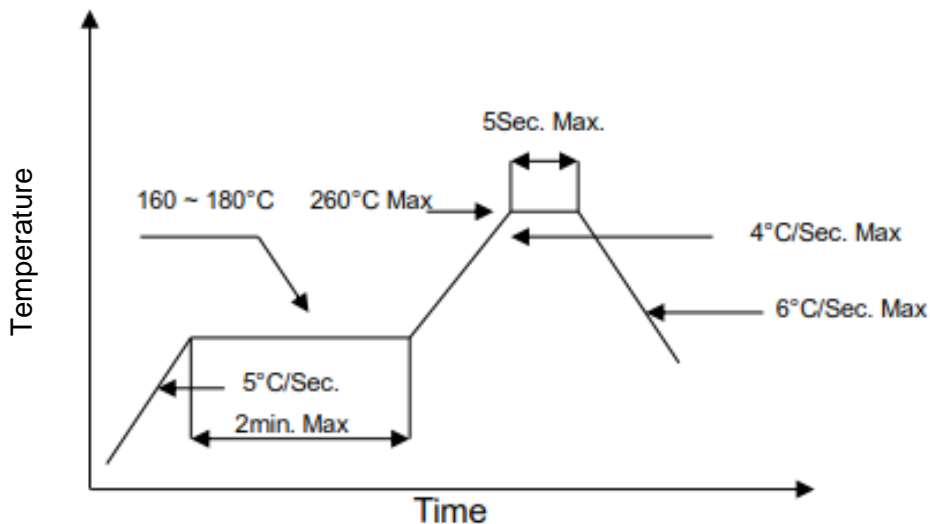 5Sec. Max.
160 ~ 180°C
260°C Max
4°C/Sec. Max
6°C/Sec. Max
5°C/Sec.
2min. Max
Temperature
Time